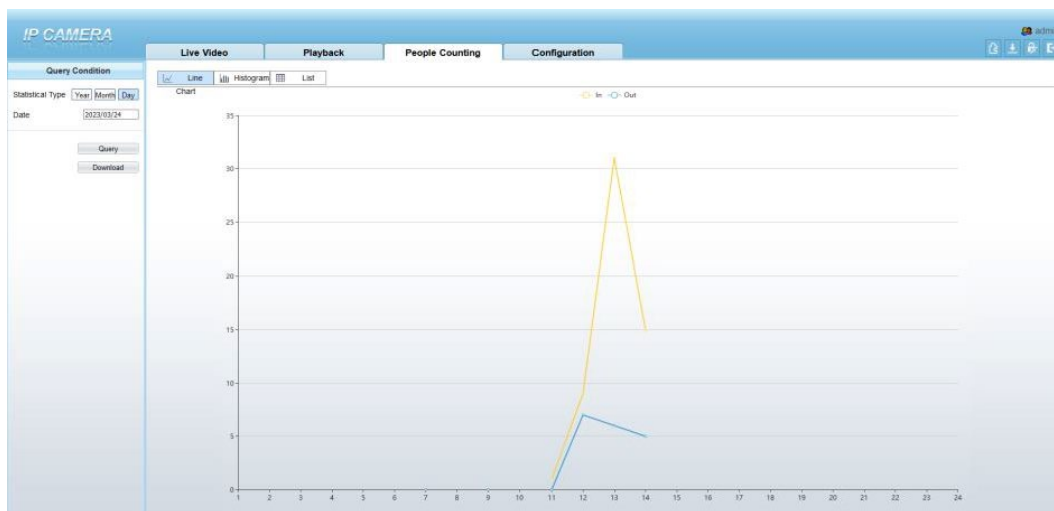 IP CAMERA
admi
Live Video Playback People Counting Configuration
Query Condition
Line Histogram List
Statistical Type Year Month Day
Chart
In Out
Date 2023/03/24
Query
Download
35
30
25
20
15
10
5
0
1 2 3 4 5 6 7 8 9 10 11 12 13 14 15 16 17 18 19 20 21 22 23 24